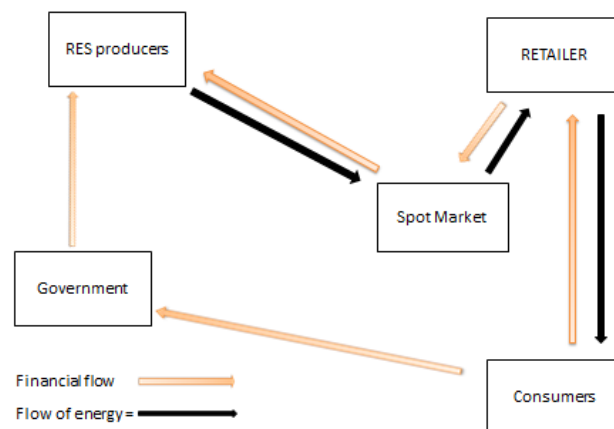 RES producers
RETAILER
Spot Market
Government
Consumers
Financial flow
Flow of energy =